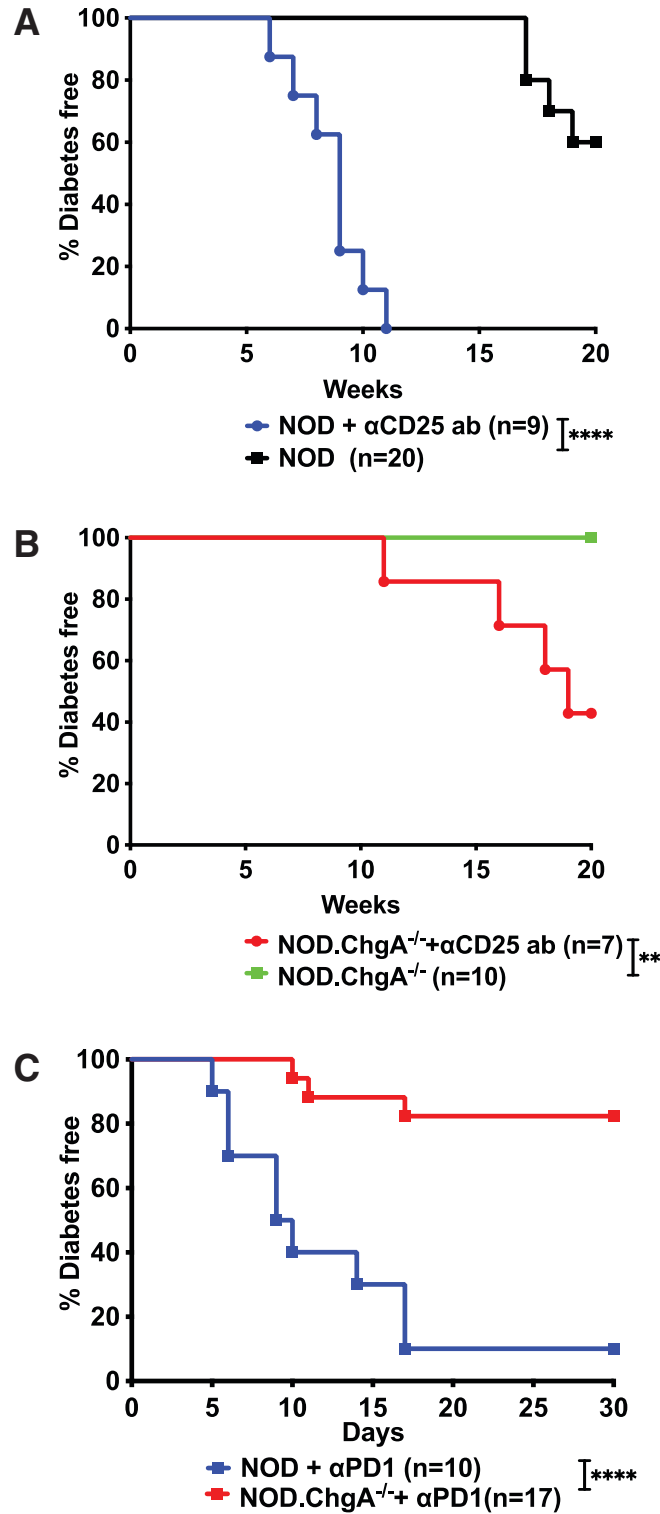 A
% Diabetes free
100
80
60
40
20
0
0 5 10 15 20
Weeks
NOD + αCD25 ab (n=9)
****
NOD (n=20)
B
% Diabetes free
100
80
60
40
20
0
0 5 10 15 20
Weeks
NOD.ChgA⁻/⁻+αCD25 ab (n=7)
**
NOD.ChgA⁻/⁻ (n=10)
C
% Diabetes free
100
80
60
40
20
0
0 5 10 15 20 25 30
Days
NOD + αPD1 (n=10)
****
NOD.ChgA⁻/⁻+ αPD1(n=17)